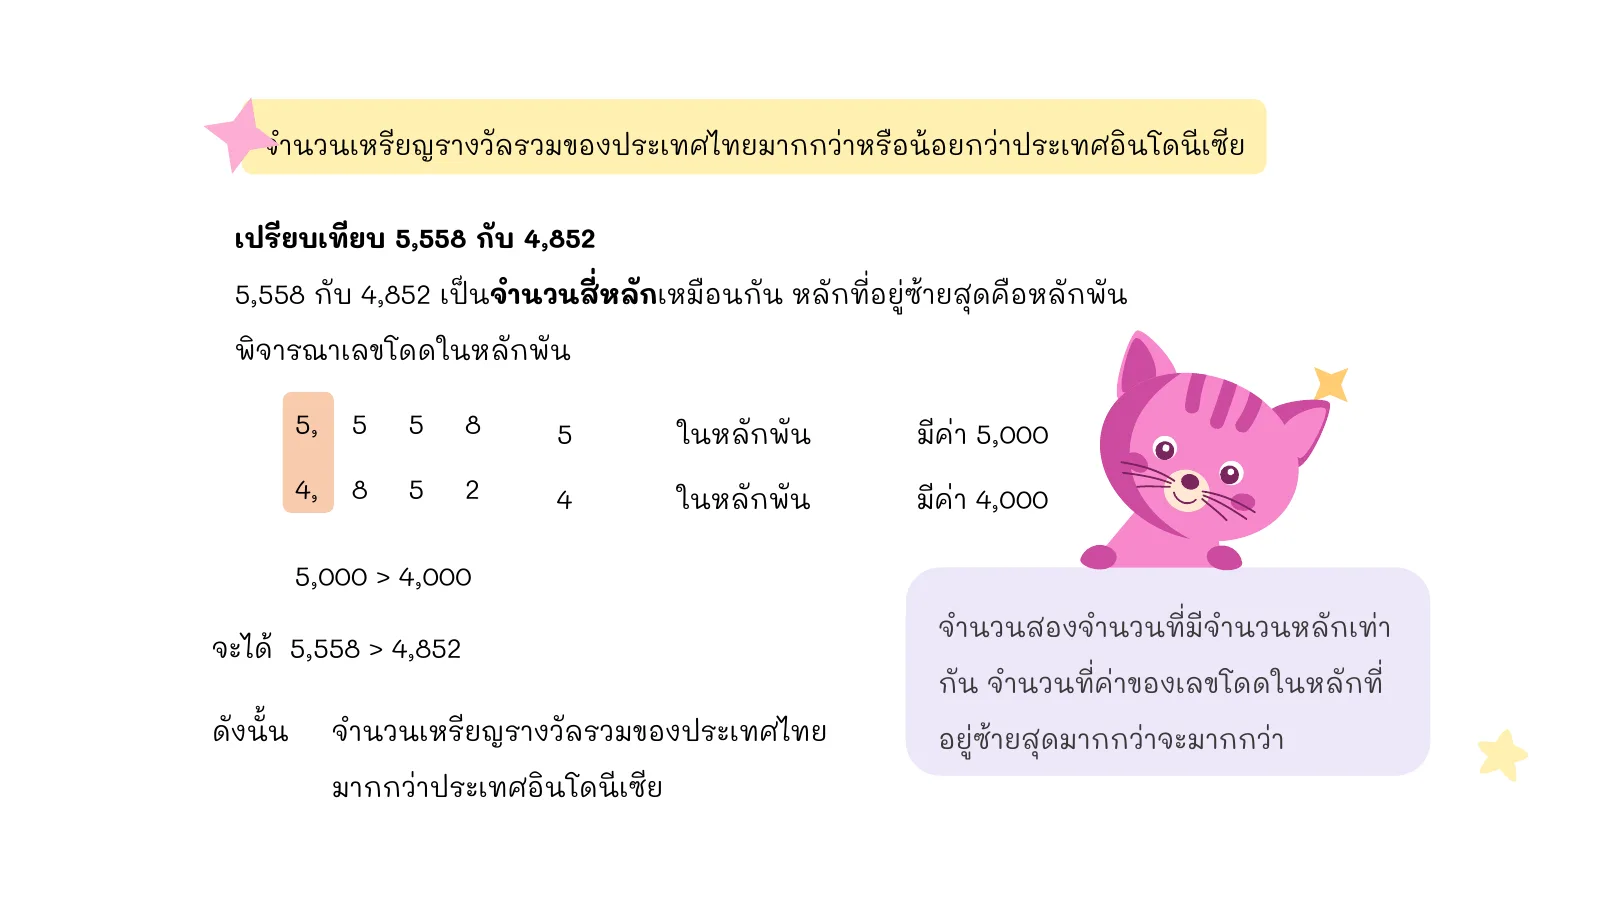 จำนวนเหรียญรางวัลรวมของประเทศไทยมากกว่าหรือน้อยกว่าประเทศอินโดนีเซีย
เปรียบเทียบ 5,558 กับ 4,852
5,558 กับ 4,852 เป็นจำนวนสี่หลักเหมือนกัน หลักที่อยู่ซ้ายสุดคือหลักพัน
พิจารณาเลขโดดในหลักพัน
5, 5 5 8 5 ในหลักพัน มีค่า 5,000
4, 8 5 2 4 ในหลักพัน มีค่า 4,000
5,000 > 4,000
จะได้ 5,558 > 4,852
ดังนั้น จำนวนเหรียญรางวัลรวมของประเทศไทย
มากกว่าประเทศอินโดนีเซีย
จำนวนสองจำนวนที่มีจำนวนหลักเท่า
กัน จำนวนที่ค่าของเลขโดดในหลักที่
อยู่ซ้ายสุดมากกว่าจะมากกว่า